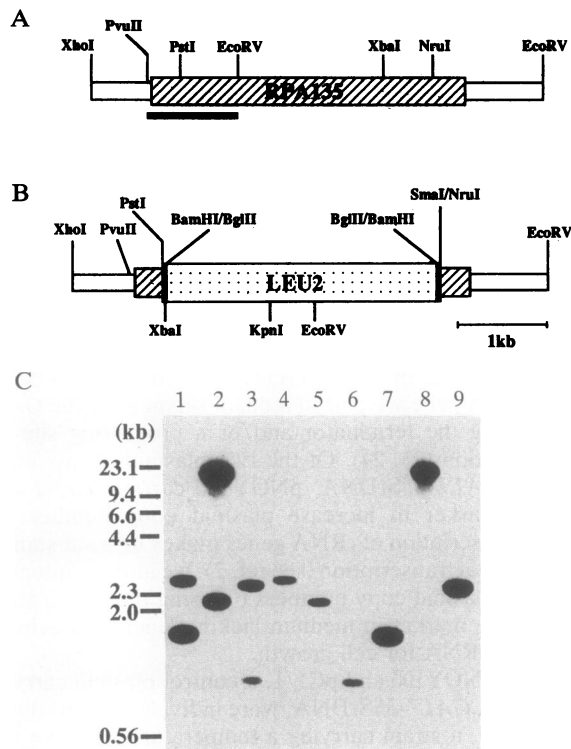 A
PvuII
XhoI PstI EcoRV XbaI NruI EcoRV
RPA135
B
SmaI/NruI
PstI BamHI/BglII BglII/BamHI
XhoI PvuII EcoRV
LEU2
XbaI KpnI EcoRV
1kb
C
1 2 3 4 5 6 7 8 9
(kb)
23.1
9.4
6.6
4.4
2.3
2.0
0.56